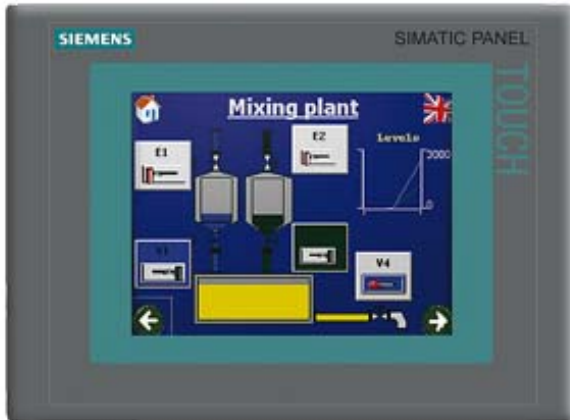 SIEMENS
SIMATIC PANEL
TOUCH
Mixing plant
E1
E2
Levels
2000
0
V4